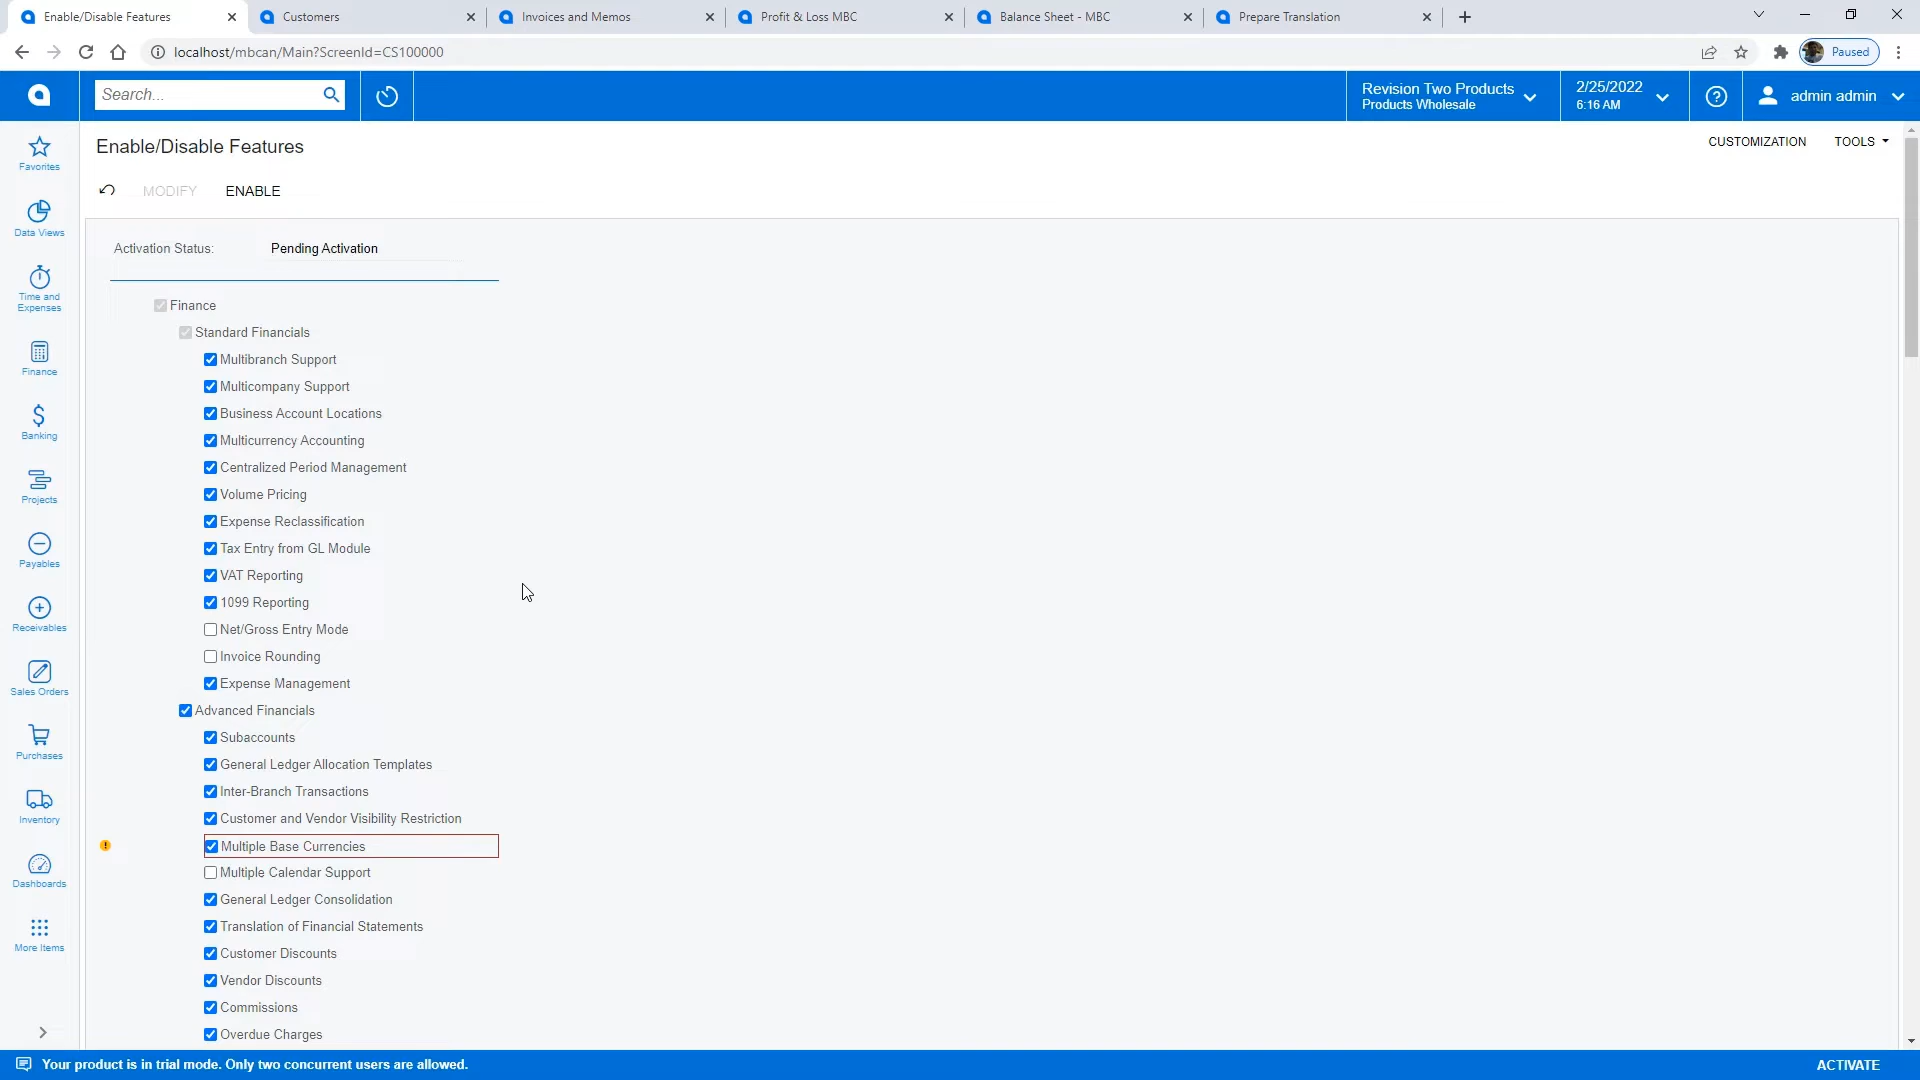 Enable/Disable Features
Customers
Invoices and Memos
Profit & Loss MBC
Balance Sheet - MBC
Prepare Translation
localhost/mbcan/Main?ScreenId=CS100000
Paused
Search...
Revision Two Products
Products Wholesale
2/25/2022
6:16 AM
admin admin
Enable/Disable Features
CUSTOMIZATION
TOOLS
MODIFY
ENABLE
Activation Status:
Pending Activation
Favorites
Data Views
Time and
Expenses
Finance
Banking
Projects
Payables
Receivables
Sales Orders
Purchases
Inventory
Dashboards
More Items
Finance
Standard Financials
Multibranch Support
Multicompany Support
Business Account Locations
Multicurrency Accounting
Centralized Period Management
Volume Pricing
Expense Reclassification
Tax Entry from GL Module
VAT Reporting
1099 Reporting
Net/Gross Entry Mode
Invoice Rounding
Expense Management
Advanced Financials
Subaccounts
General Ledger Allocation Templates
Inter-Branch Transactions
Customer and Vendor Visibility Restriction
Multiple Base Currencies
Multiple Calendar Support
General Ledger Consolidation
Translation of Financial Statements
Customer Discounts
Vendor Discounts
Commissions
Overdue Charges
Your product is in trial mode. Only two concurrent users are allowed.
ACTIVATE